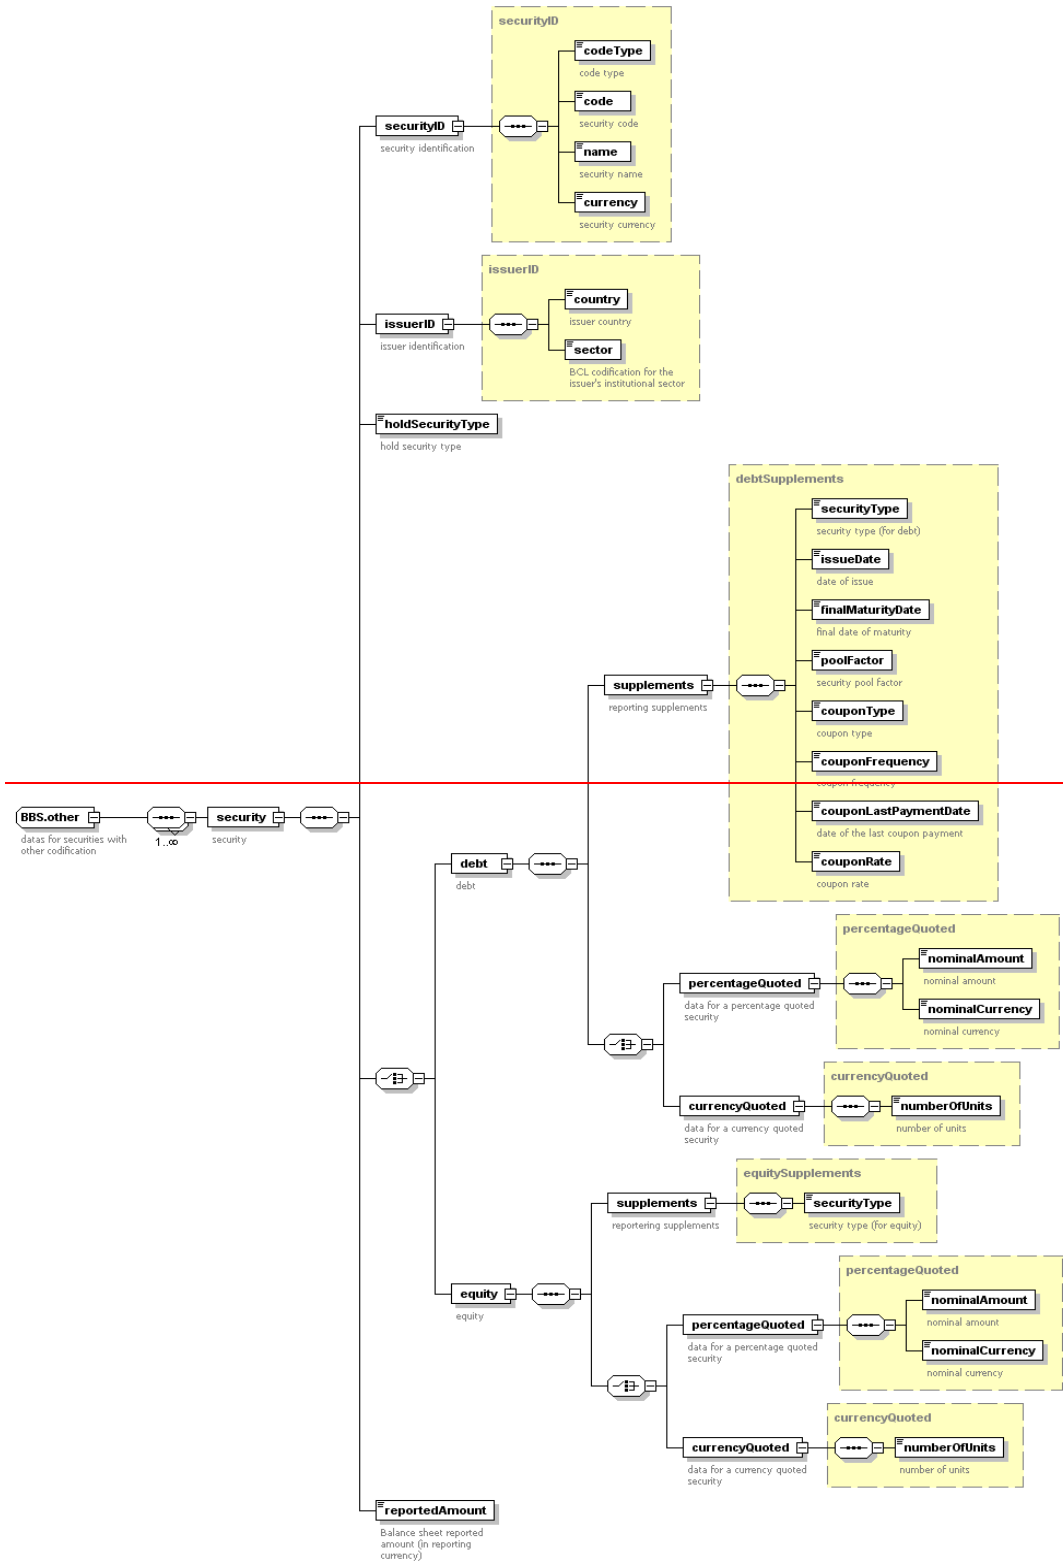 securityID
codeType
code type
code
security code
securityID
security identification
name
security name
currency
security currency
issuerID
country
issuer country
issuerID
issuer identification
sector
BCL codification for the
issuer's institutional sector
holdSecurityType
hold security type
debtSupplements
securityType
security type (for debt)
issueDate
date of issue
finalMaturityDate
final date of maturity
poolFactor
security pool factor
supplements
reporting supplements
couponType
coupon type
couponFrequency
coupon frequency
couponLastPaymentDate
date of the last coupon payment
couponRate
coupon rate
BBS.other
datas for securities with
other codification
1..∞
security
security
debt
debt
percentageQuoted
nominalAmount
nominal amount
percentageQuoted
data for a percentage quoted
security
nominalCurrency
nominal currency
currencyQuoted
currencyQuoted
data for a currency quoted
security
numberOfUnits
number of units
equitySupplements
supplements
reportering supplements
securityType
security type (for equity)
equity
equity
percentageQuoted
nominalAmount
nominal amount
percentageQuoted
data for a percentage quoted
security
nominalCurrency
nominal currency
currencyQuoted
currencyQuoted
data for a currency quoted
security
numberOfUnits
number of units
reportedAmount
Balance sheet reported
amount (in reporting
currency)